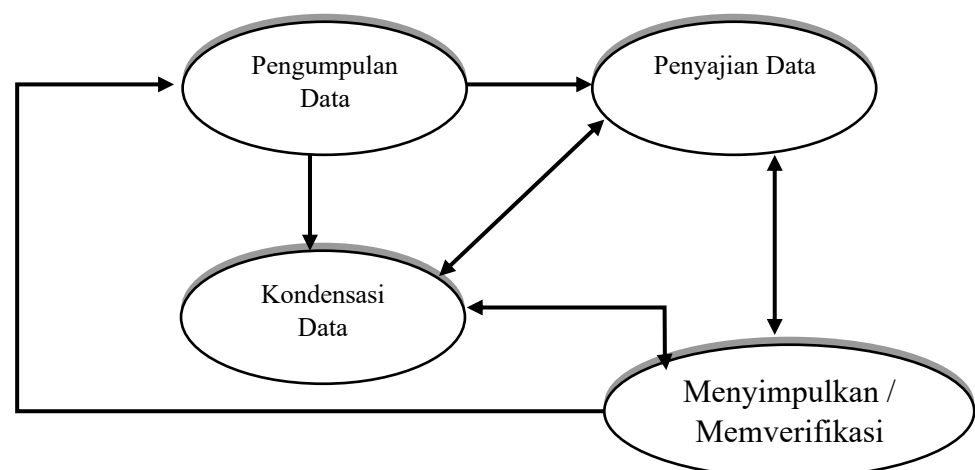 Pengumpulan
Data
Penyajian Data
Kondensasi
Data
Menyimpulkan /
Memverifikasi